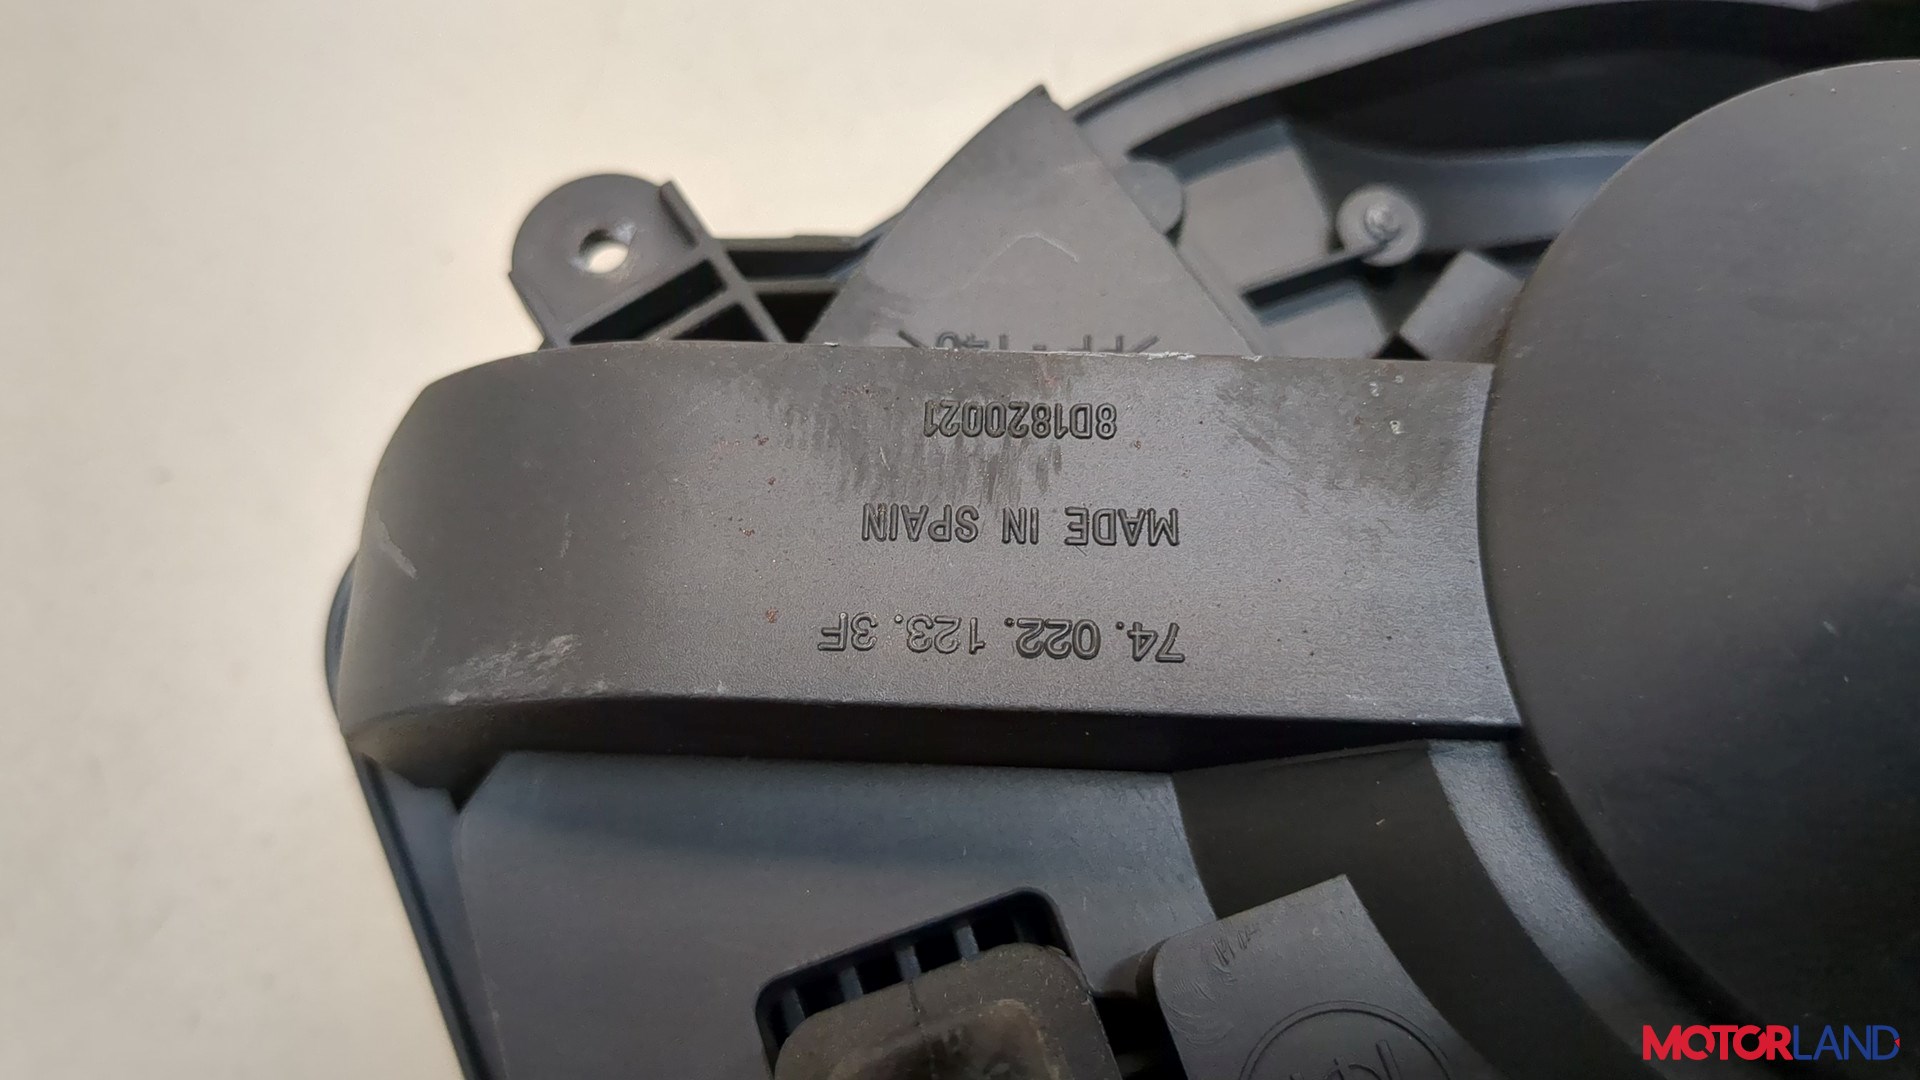 74. 022. 123. 3F
MADE IN SPAIN
8D1820021
MOTORLAND